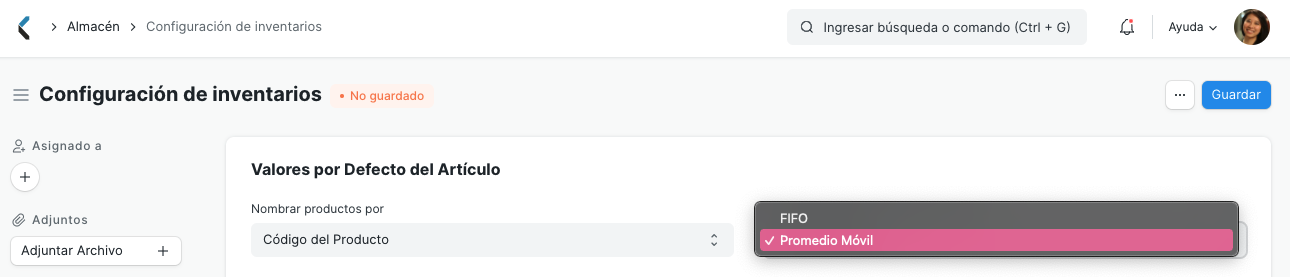 Almacén
Configuración de inventarios
Ingresar búsqueda o comando (Ctrl + G)
Ayuda
Configuración de inventarios
No guardado
...
Guardar
Asignado a
Valores por Defecto del Artículo
Adjuntos
Adjuntar Archivo
Nombrar productos por
Código del Producto
FIFO
Promedio Móvil